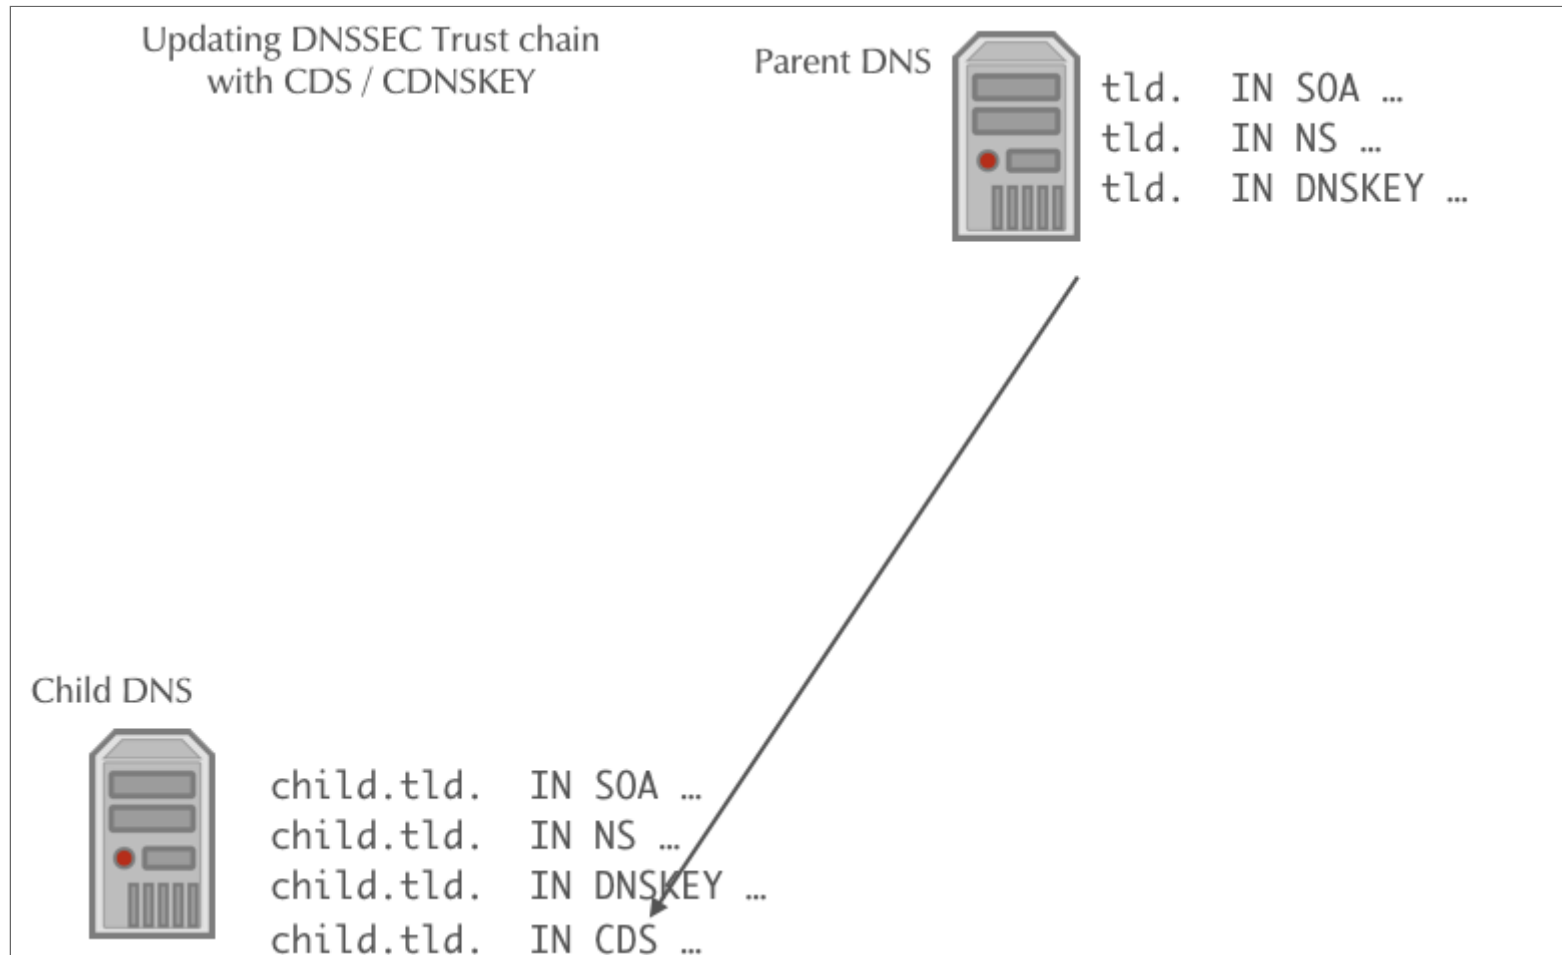 Updating DNSSEC Trust chain
with CDS / CDNSKEY
Parent DNS
tld.  IN SOA …
tld.  IN NS …
tld.  IN DNSKEY …
Child DNS
child.tld.  IN SOA …
child.tld.  IN NS …
child.tld.  IN DNSKEY …
child.tld.  IN CDS …